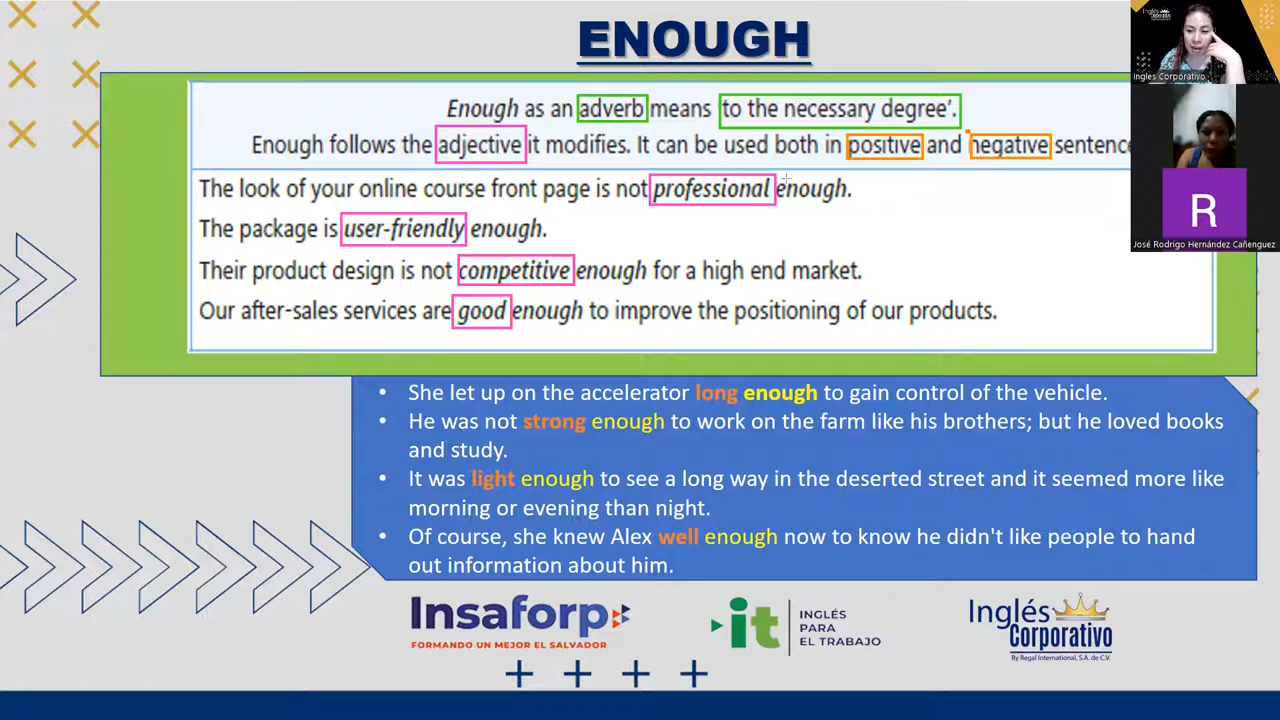 ENOUGH
Enough as an adverb means 'to the necessary degree'.
Enough follows the adjective it modifies. It can be used both in positive and negative sentenc
The look of your online course front page is not professional enough.
The package is user-friendly enough.
Their product design is not competitive enough for a high end market.
Our after-sales services are good enough to improve the positioning of our products.
• She let up on the accelerator long enough to gain control of the vehicle.
• He was not strong enough to work on the farm like his brothers; but he loved books
and study.
• It was light enough to see a long way in the deserted street and it seemed more like
morning or evening than night.
• Of course, she knew Alex well enough now to know he didn't like people to hand
out information about him.
Insaforp
FORMANDO UN MEJOR EL SALVADOR
it
INGLÉS
PARA
EL TRABAJO
Inglés
Corporativo
By Regal International, S.A. de C.V.
Inglés
Corporativo
Ingles Corporativo
R
José Rodrigo Hernández Cañenguez